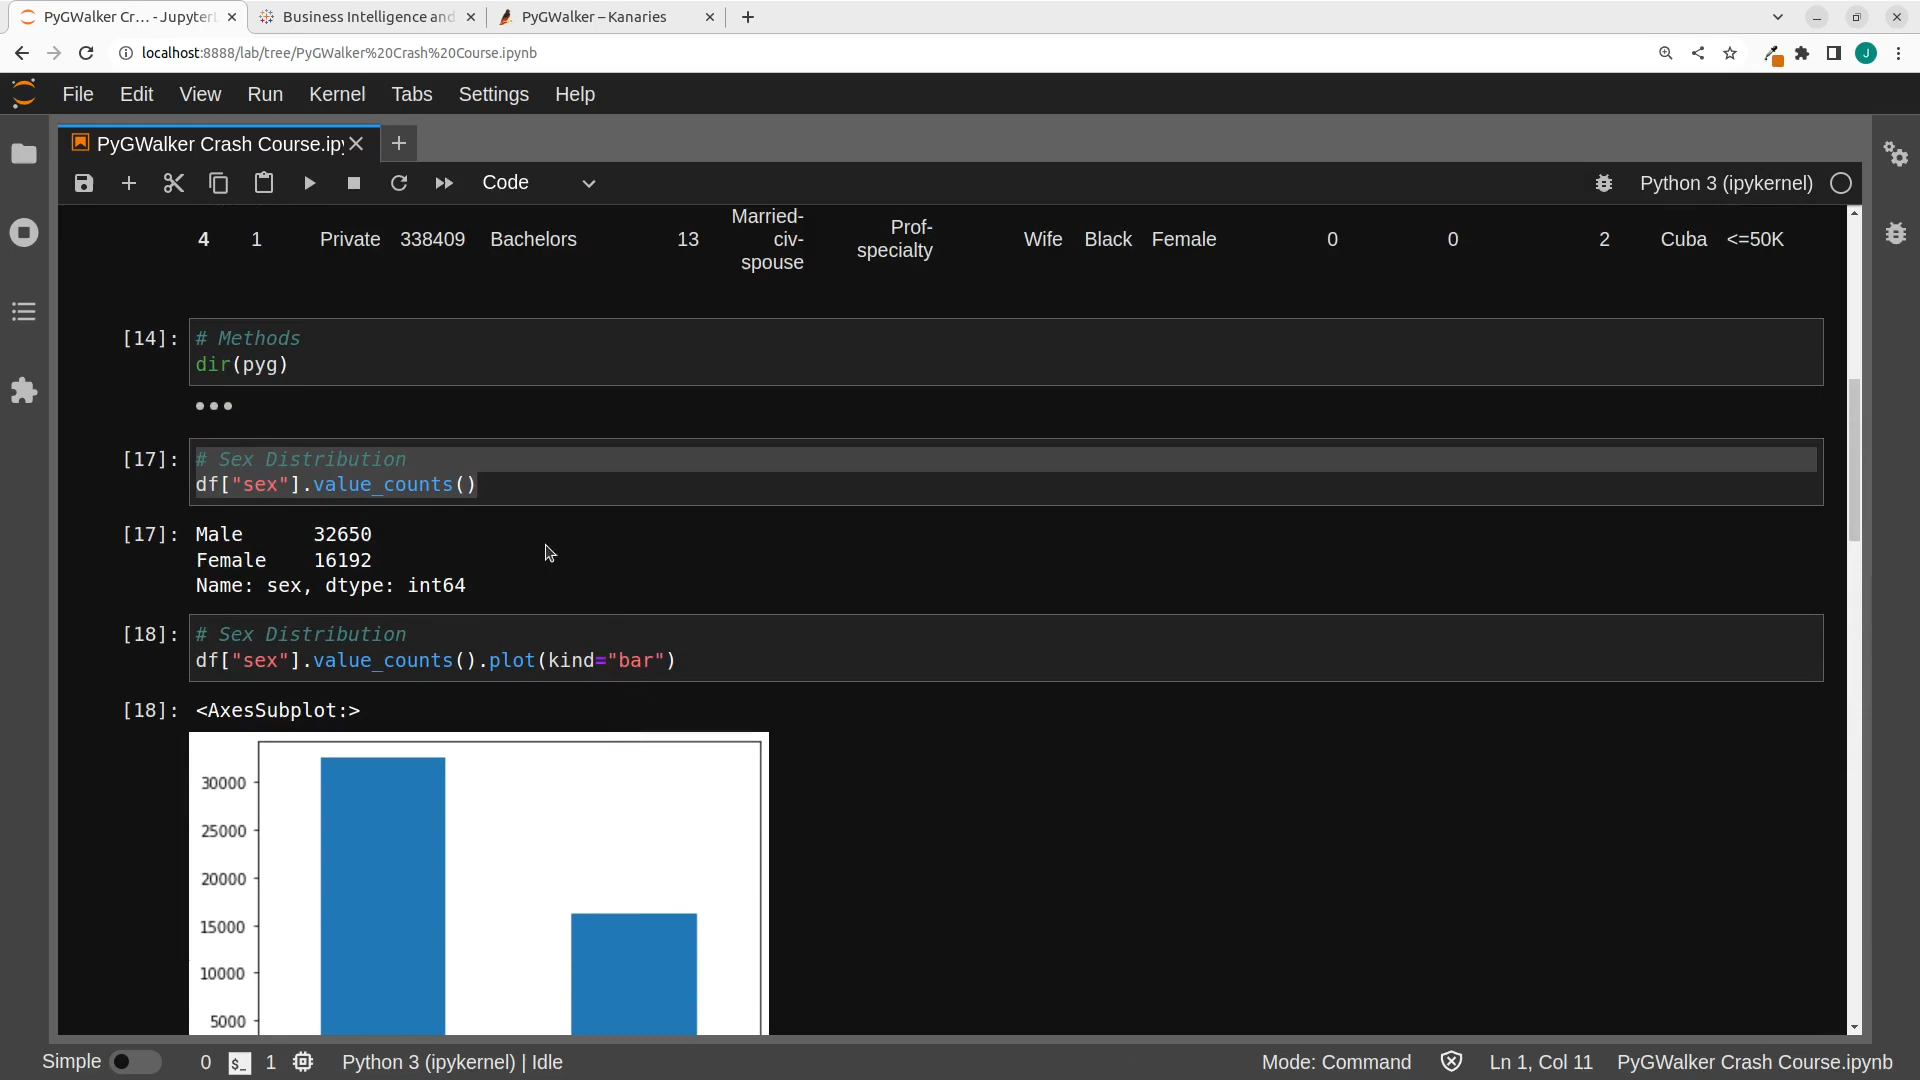 PyGWalker Cr... - JupyterL
Business Intelligence and
PyGWalker – Kanaries
localhost:8888/lab/tree/PyGWalker%20Crash%20Course.ipynb
J
File Edit View Run Kernel Tabs Settings Help
PyGWalker Crash Course.ipy
Code
Python 3 (ipykernel)
4 1 Private 338409 Bachelors 13 Married-civ-spouse Prof-specialty Wife Black Female 0 0 2 Cuba <=50K
[14]: # Methods
dir(pyg)
[17]: # Sex Distribution
df["sex"].value_counts()
[17]: Male 32650
Female 16192
Name: sex, dtype: int64
[18]: # Sex Distribution
df["sex"].value_counts().plot(kind="bar")
[18]: <AxesSubplot:>
30000
25000
20000
15000
10000
5000
Simple 0 $_ 1 Python 3 (ipykernel) | Idle Mode: Command Ln 1, Col 11 PyGWalker Crash Course.ipynb